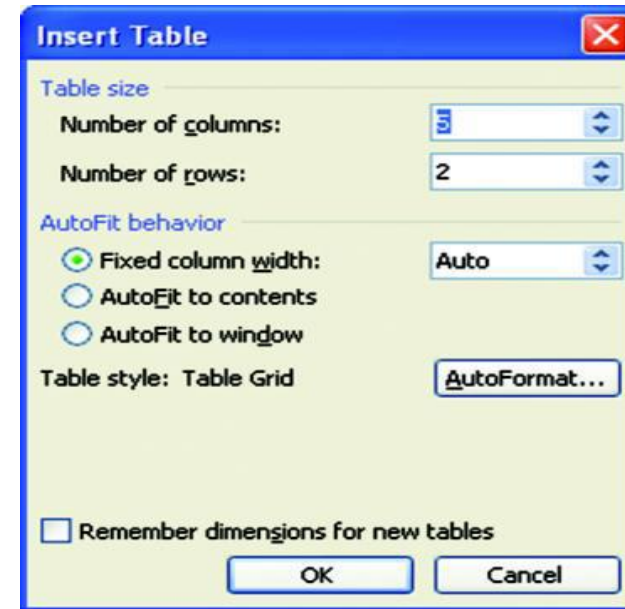 Insert Table
Table size
Number of columns: 5
Number of rows: 2
AutoFit behavior
Fixed column width: Auto
AutoFit to contents
AutoFit to window
Table style: Table Grid AutoFormat...
Remember dimensions for new tables
OK Cancel